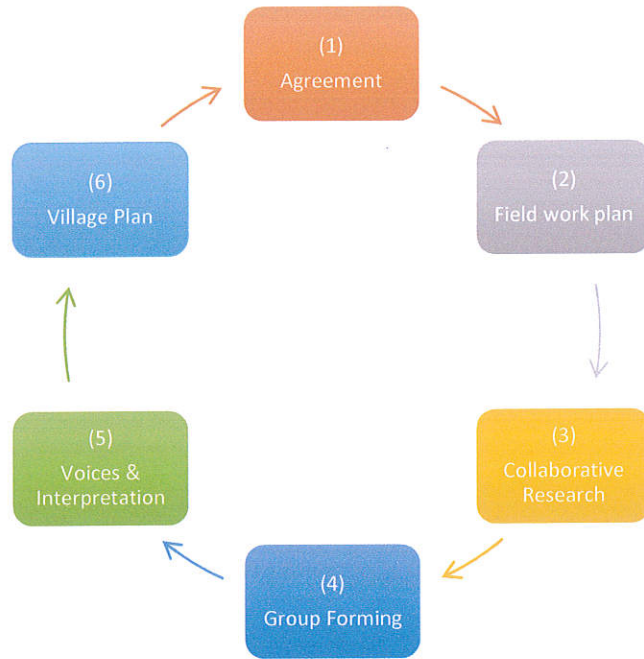 (1)
Agreement
(2)
Field work plan
(3)
Collaborative
Research
(4)
Group Forming
(5)
Voices &
Interpretation
(6)
Village Plan